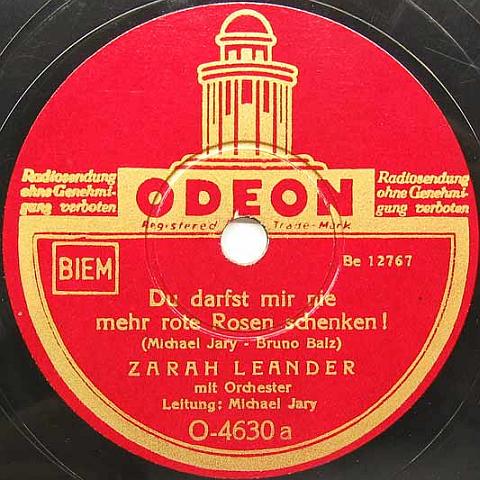 Radiosendung
ohne Genehmi-
gung verboten
ODEON
Radiosendung
ohne Genehmi-
gung verboten
Registered Trade-Mark
BIEM
Be 12767
Du darfst mir nie
mehr rote Rosen schenken!
(Michael Jary - Bruno Balz)
ZARAH LEANDER
mit Orchester
Leitung: Michael Jary
O-4630a